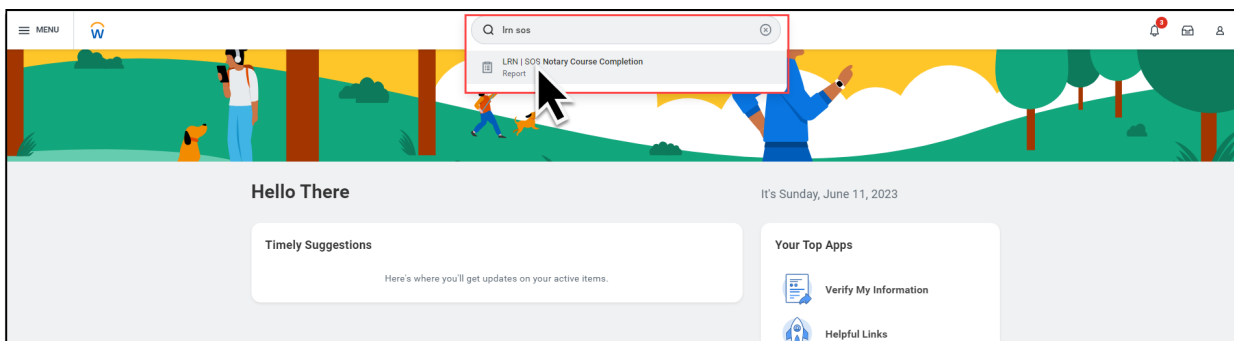 MENU
W
lrn sos
3
LRN | SOS Notary Course Completion
Report
Hello There
It's Sunday, June 11, 2023
Timely Suggestions
Here's where you'll get updates on your active items.
Your Top Apps
Verify My Information
Helpful Links